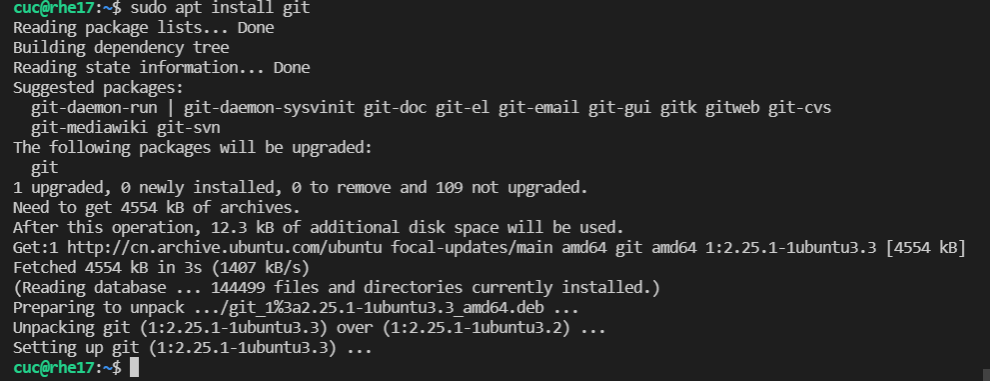 cuc@rhe17:~$ sudo apt install git
Reading package lists... Done
Building dependency tree
Reading state information... Done
Suggested packages:
  git-daemon-run | git-daemon-sysvinit git-doc git-el git-email git-gui gitk gitweb git-cvs
  git-mediawiki git-svn
The following packages will be upgraded:
  git
1 upgraded, 0 newly installed, 0 to remove and 109 not upgraded.
Need to get 4554 kB of archives.
After this operation, 12.3 kB of additional disk space will be used.
Get:1 http://cn.archive.ubuntu.com/ubuntu focal-updates/main amd64 git amd64 1:2.25.1-1ubuntu3.3 [4554 kB]
Fetched 4554 kB in 3s (1407 kB/s)
(Reading database ... 144499 files and directories currently installed.)
Preparing to unpack .../git_1%3a2.25.1-1ubuntu3.3_amd64.deb ...
Unpacking git (1:2.25.1-1ubuntu3.3) over (1:2.25.1-1ubuntu3.2) ...
Setting up git (1:2.25.1-1ubuntu3.3) ...
cuc@rhe17:~$